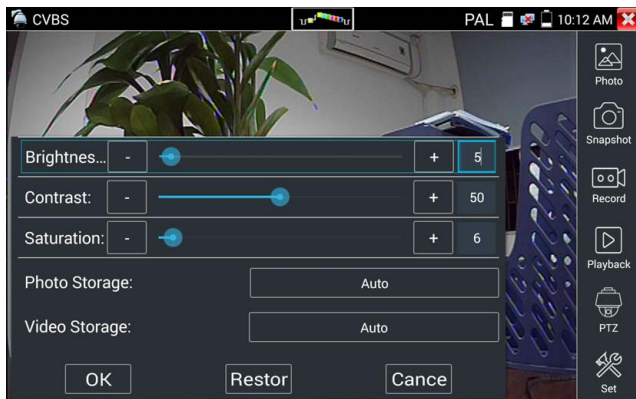 CVBS PAL 10:12 AM
Photo
Snapshot
Brightnes... - + 5
Contrast: - + 50
Record
Saturation: - + 6
Playback
Photo Storage: Auto
Video Storage: Auto
PTZ
OK Restor Cance
Set